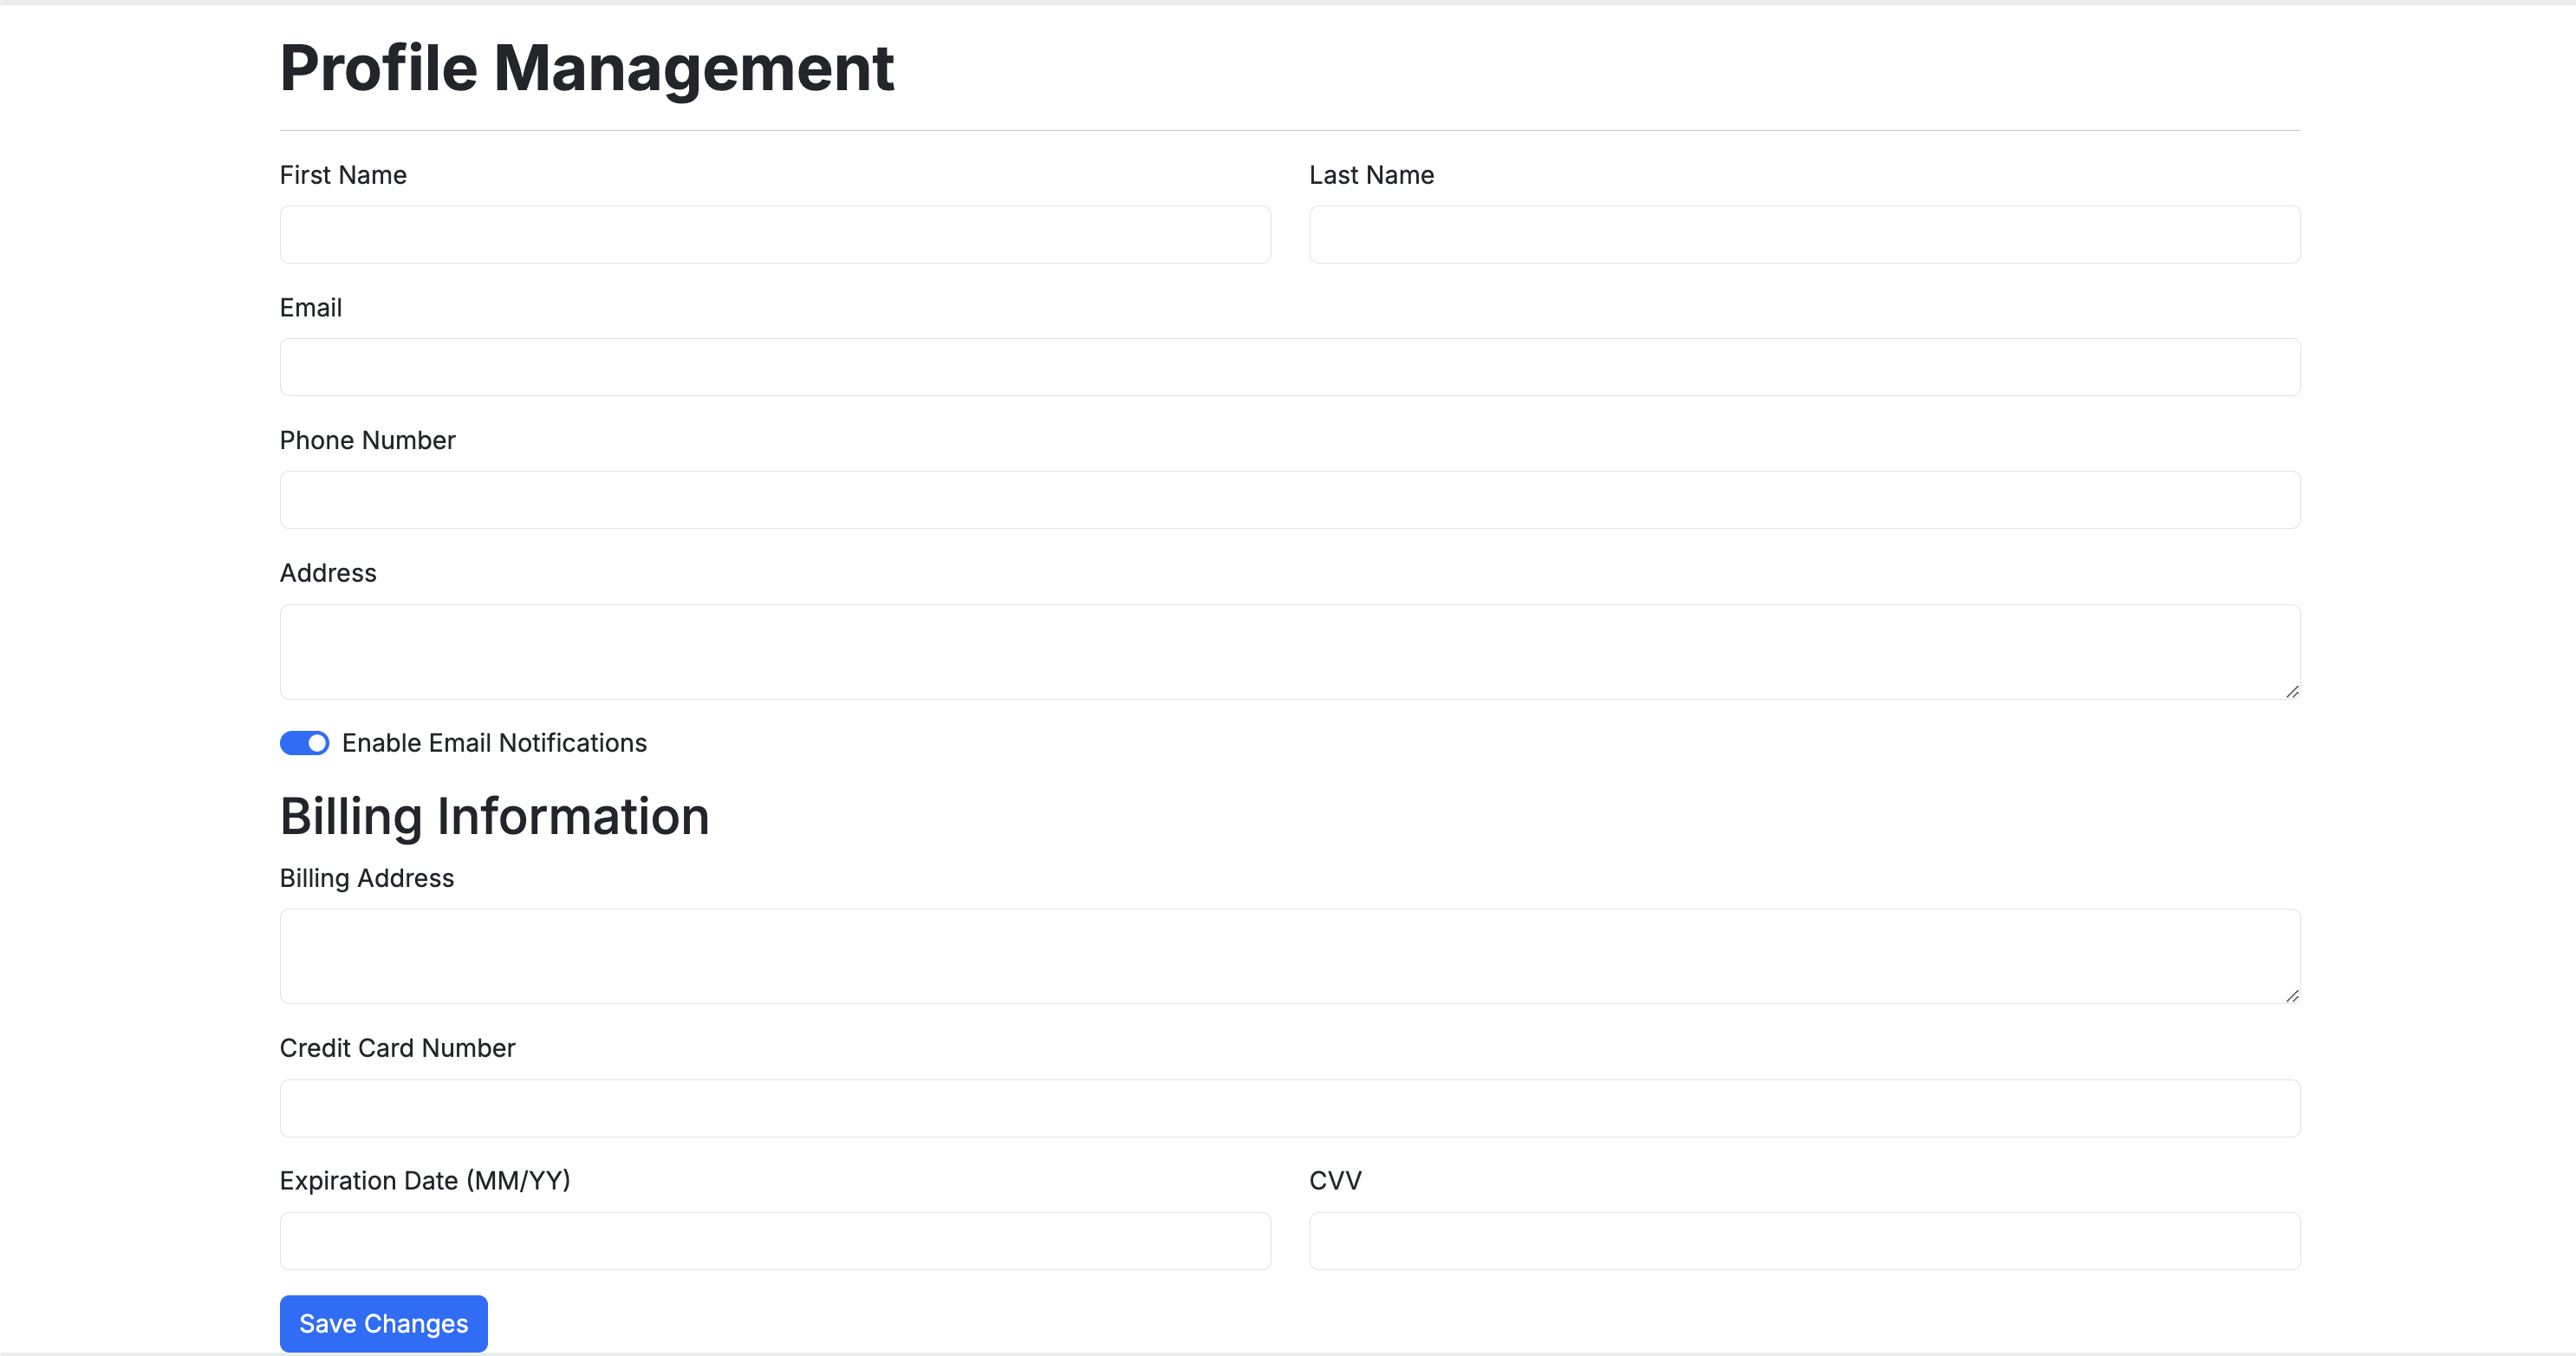 Profile Management
First Name
Last Name
Email
Phone Number
Address
Enable Email Notifications
Billing Information
Billing Address
Credit Card Number
Expiration Date (MM/YY)
CVV
Save Changes